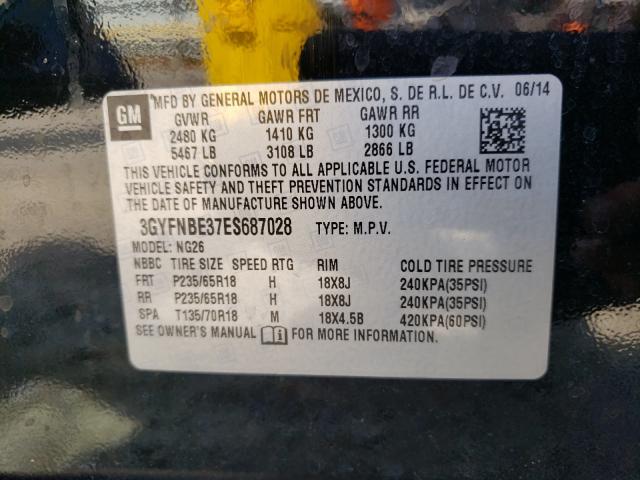 GM
MFD BY GENERAL MOTORS DE MEXICO, S. DE R.L. DE C.V. 06/14
GVWR GAWR FRT GAWR RR
2480 KG 1410 KG 1300 KG
5467 LB 3108 LB 2866 LB
THIS VEHICLE CONFORMS TO ALL APPLICABLE U.S. FEDERAL MOTOR
VEHICLE SAFETY AND THEFT PREVENTION STANDARDS IN EFFECT ON
THE DATE OF MANUFACTURE SHOWN ABOVE.
3GYFNBE37ES687028 TYPE: M.P.V.
MODEL: NG26
NBBC TIRE SIZE SPEED RTG RIM COLD TIRE PRESSURE
FRT P235/65R18 H 18X8J 240KPA(35PSI)
RR P235/65R18 H 18X8J 240KPA(35PSI)
SPA T135/70R18 M 18X4.5B 420KPA(60PSI)
SEE OWNER'S MANUAL FOR MORE INFORMATION.